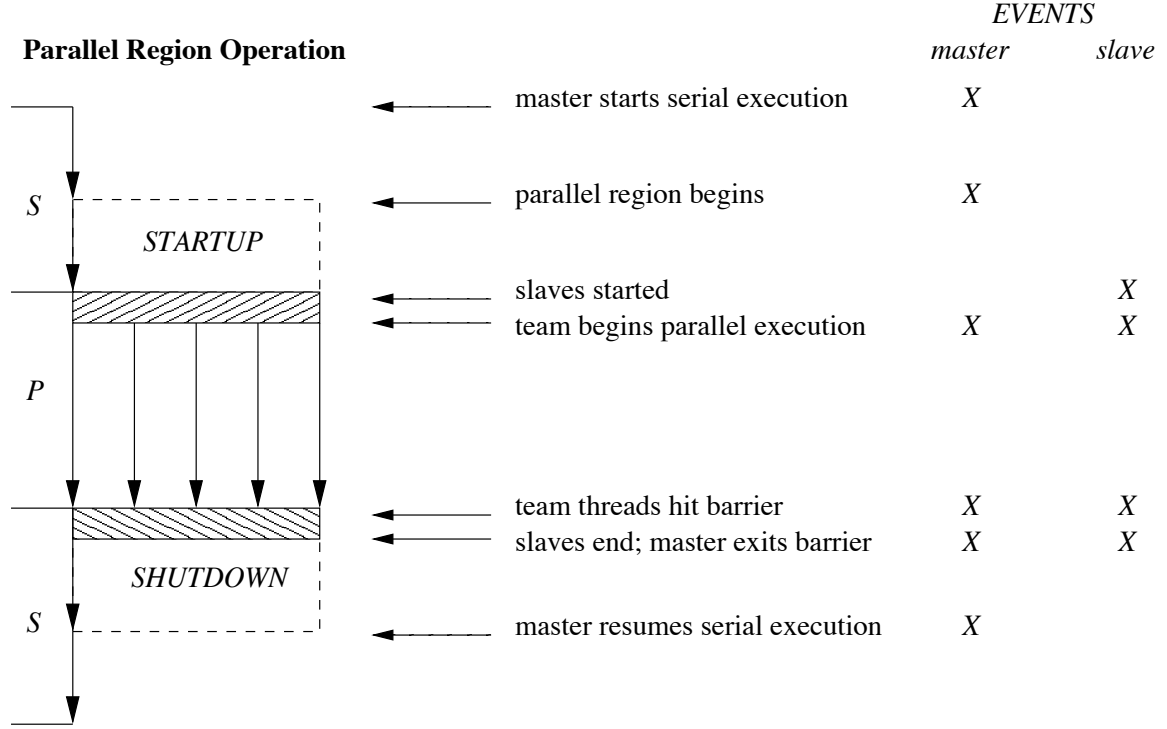 EVENTS
Parallel Region Operation master slave
master starts serial execution X
S parallel region begins X
STARTUP
slaves started X
team begins parallel execution X X
P
team threads hit barrier X X
slaves end; master exits barrier X X
SHUTDOWN
S master resumes serial execution X